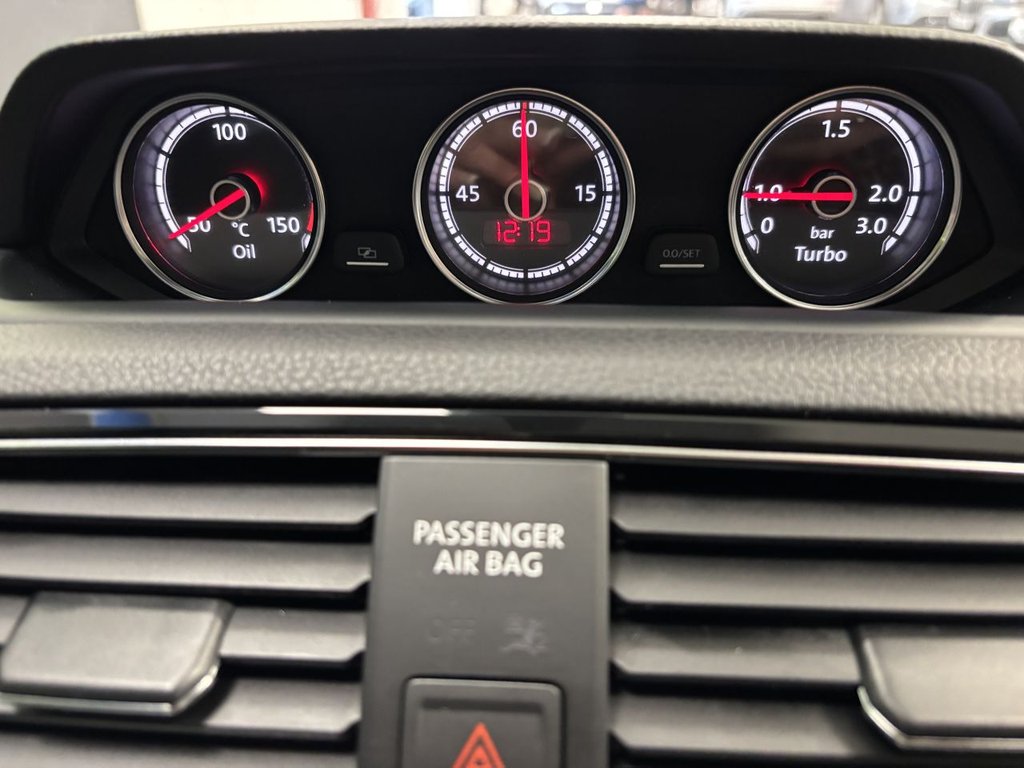 100
50
150
°C
Oil
60
45
15
12:19
0.0/SET
1.5
1.0
2.0
0
3.0
bar
Turbo
PASSENGER
AIR BAG
OFF